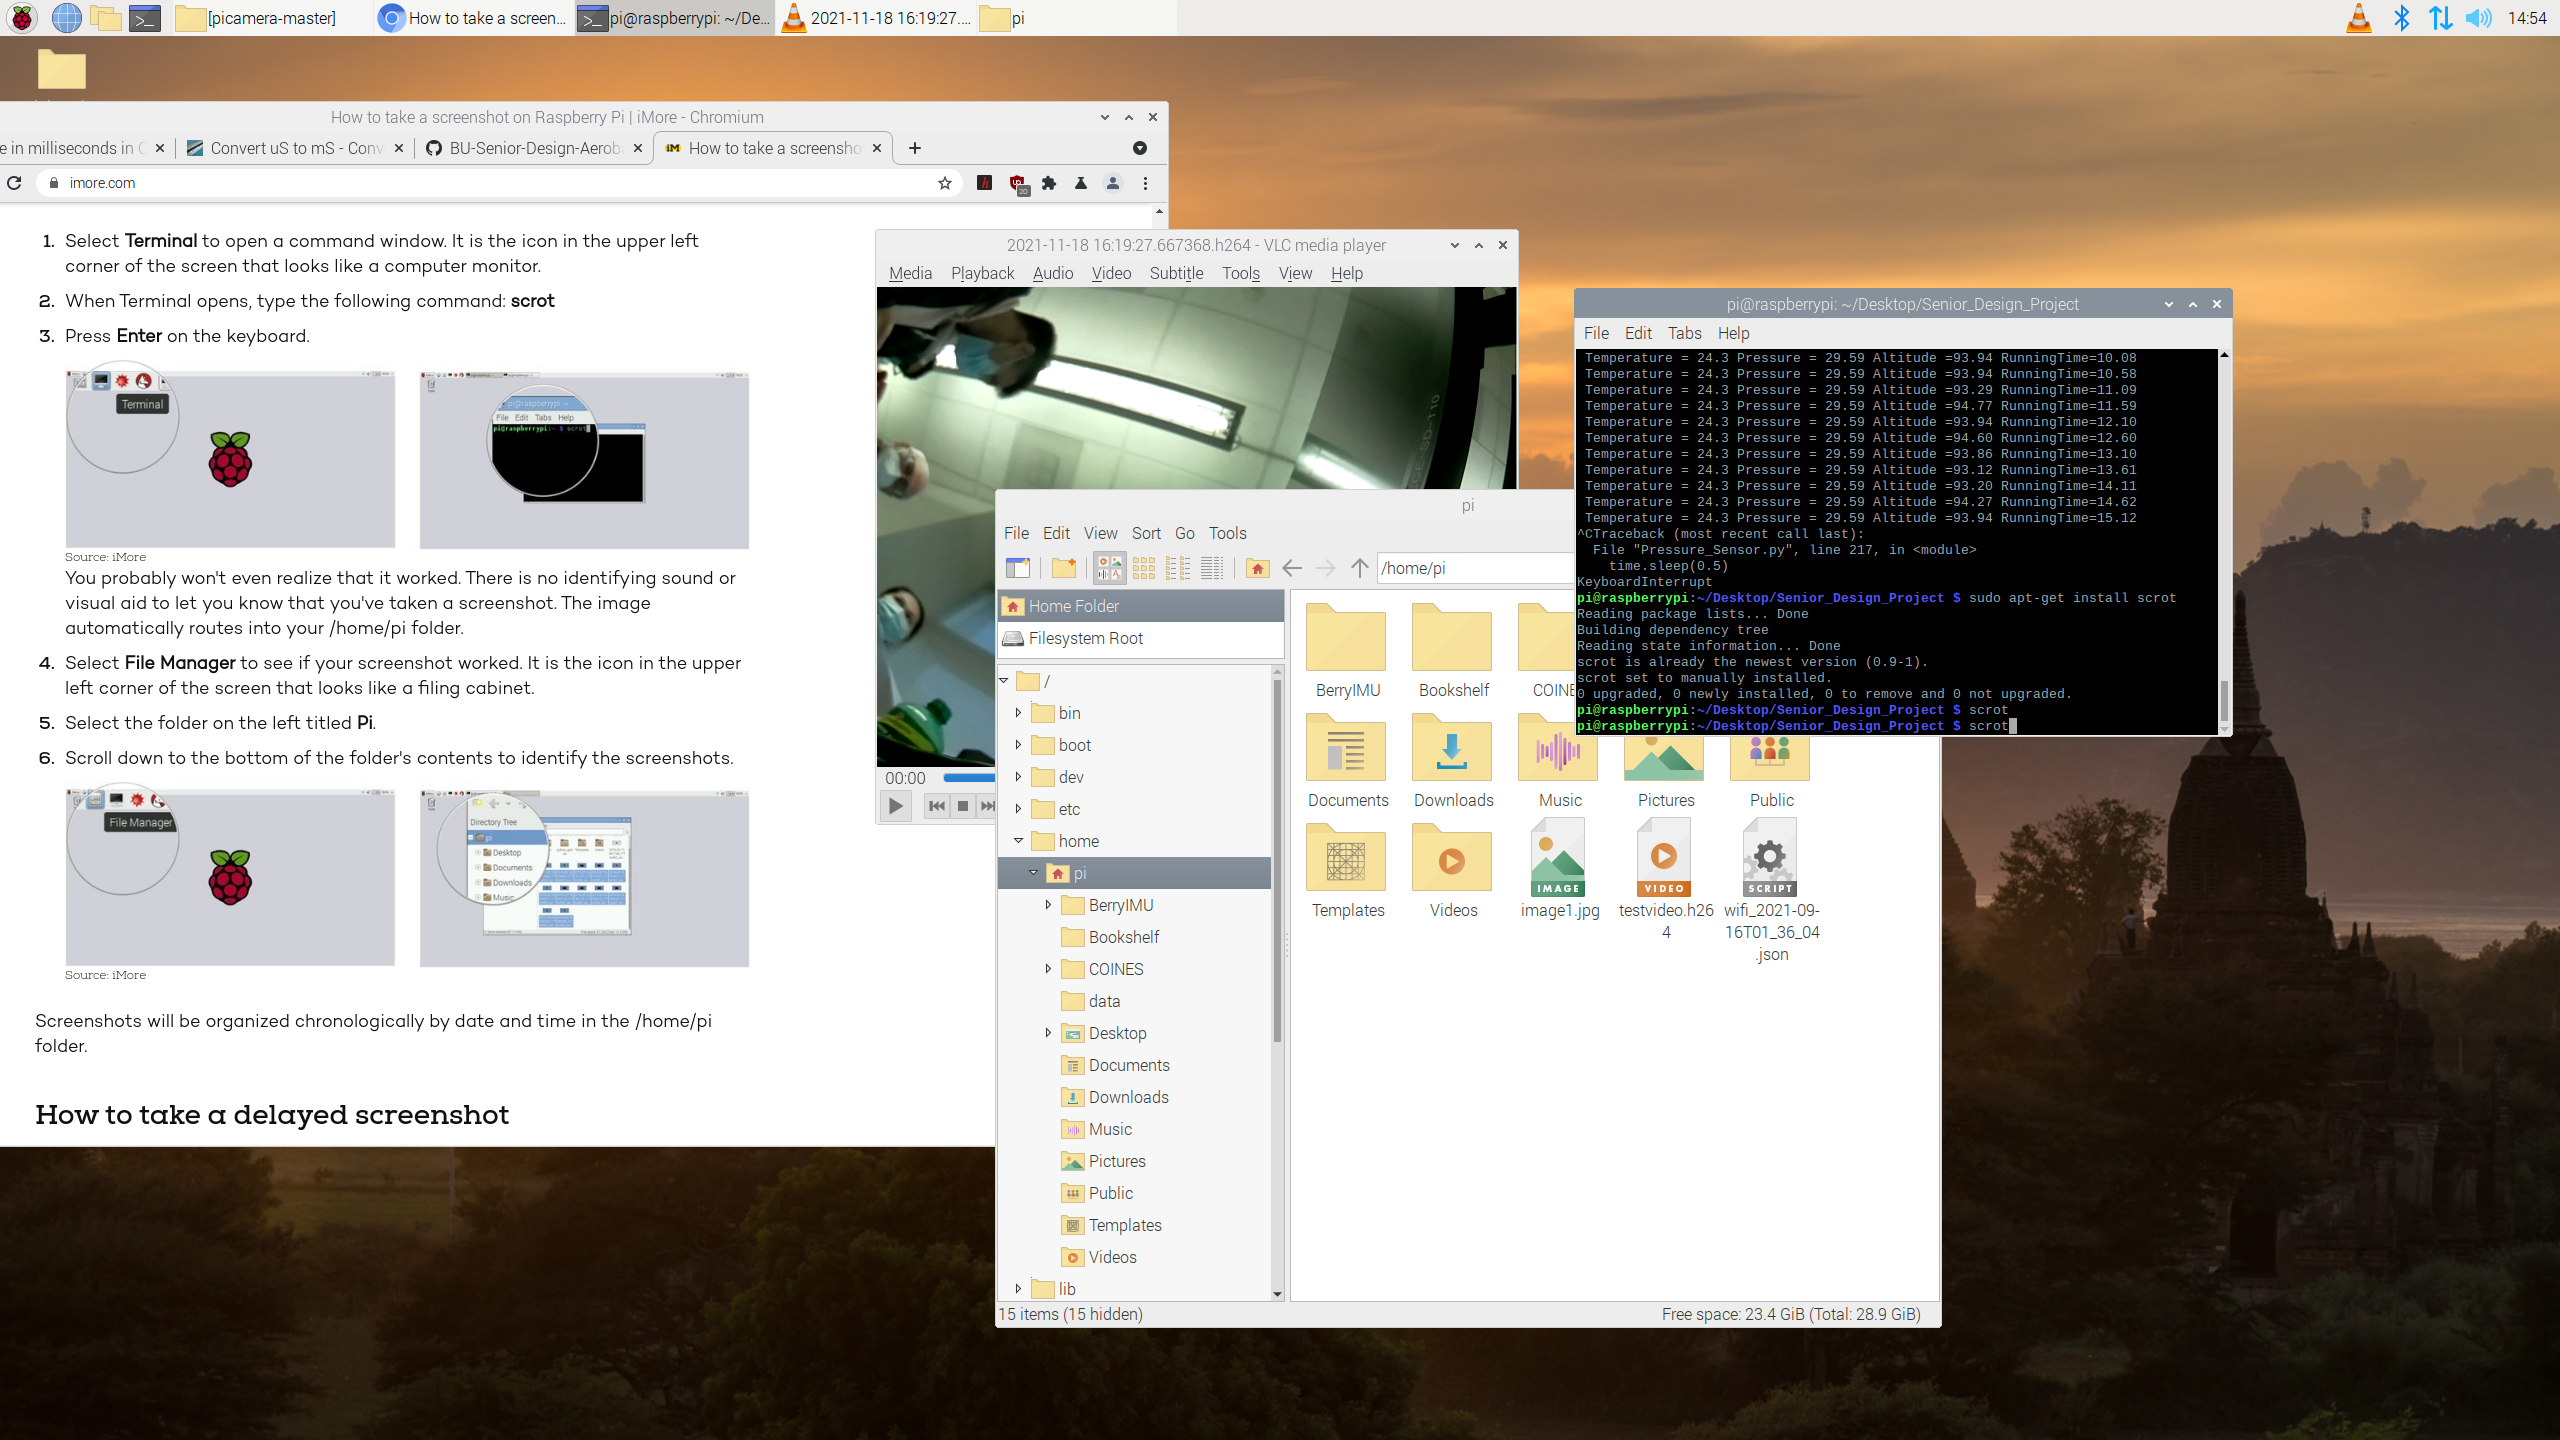 [picamera-master]
How to take a screen...
pi@raspberrypi: ~/De...
2021-11-18 16:19:27....
pi
14:54
How to take a screenshot on Raspberry Pi | iMore - Chromium
e in milliseconds in C
Convert uS to mS - Conv
BU-Senior-Design-Aeroba
How to take a screensho
imore.com
20
1. Select Terminal to open a command window. It is the icon in the upper left
corner of the screen that looks like a computer monitor.
2. When Terminal opens, type the following command: scrot
3. Press Enter on the keyboard.
Terminal
pi@raspberrypi: ~
File Edit Tabs Help
pi@raspberrypi:~ $ scrot
Source: iMore
You probably won't even realize that it worked. There is no identifying sound or
visual aid to let you know that you've taken a screenshot. The image
automatically routes into your /home/pi folder.
4. Select File Manager to see if your screenshot worked. It is the icon in the upper
left corner of the screen that looks like a filing cabinet.
5. Select the folder on the left titled Pi.
6. Scroll down to the bottom of the folder's contents to identify the screenshots.
File Manager
Directory Tree
pi
Desktop
Documents
Downloads
Music
Source: iMore
Screenshots will be organized chronologically by date and time in the /home/pi
folder.
How to take a delayed screenshot
2021-11-18 16:19:27.667368.h264 - VLC media player
Media Playback Audio Video Subtitle Tools View Help
00:00
pi
File Edit View Sort Go Tools
/home/pi
Home Folder
Filesystem Root
/
bin
boot
dev
etc
home
pi
BerryIMU
Bookshelf
COINES
data
Desktop
Documents
Downloads
Music
Pictures
Public
Templates
Videos
lib
BerryIMU Bookshelf COINE
Documents Downloads Music Pictures Public
IMAGE VIDEO SCRIPT
Templates Videos image1.jpg testvideo.h26
4
wifi_2021-09-
16T01_36_04
.json
15 items (15 hidden)
Free space: 23.4 GiB (Total: 28.9 GiB)
pi@raspberrypi: ~/Desktop/Senior_Design_Project
File Edit Tabs Help
Temperature = 24.3 Pressure = 29.59 Altitude =93.94 RunningTime=10.08
Temperature = 24.3 Pressure = 29.59 Altitude =93.94 RunningTime=10.58
Temperature = 24.3 Pressure = 29.59 Altitude =93.29 RunningTime=11.09
Temperature = 24.3 Pressure = 29.59 Altitude =94.77 RunningTime=11.59
Temperature = 24.3 Pressure = 29.59 Altitude =93.94 RunningTime=12.10
Temperature = 24.3 Pressure = 29.59 Altitude =94.60 RunningTime=12.60
Temperature = 24.3 Pressure = 29.59 Altitude =93.86 RunningTime=13.10
Temperature = 24.3 Pressure = 29.59 Altitude =93.12 RunningTime=13.61
Temperature = 24.3 Pressure = 29.59 Altitude =93.20 RunningTime=14.11
Temperature = 24.3 Pressure = 29.59 Altitude =94.27 RunningTime=14.62
Temperature = 24.3 Pressure = 29.59 Altitude =93.94 RunningTime=15.12
^CTraceback (most recent call last):
File "Pressure_Sensor.py", line 217, in <module>
time.sleep(0.5)
KeyboardInterrupt
pi@raspberrypi:~/Desktop/Senior_Design_Project $ sudo apt-get install scrot
Reading package lists... Done
Building dependency tree
Reading state information... Done
scrot is already the newest version (0.9-1).
scrot set to manually installed.
0 upgraded, 0 newly installed, 0 to remove and 0 not upgraded.
pi@raspberrypi:~/Desktop/Senior_Design_Project $ scrot
pi@raspberrypi:~/Desktop/Senior_Design_Project $ scrot